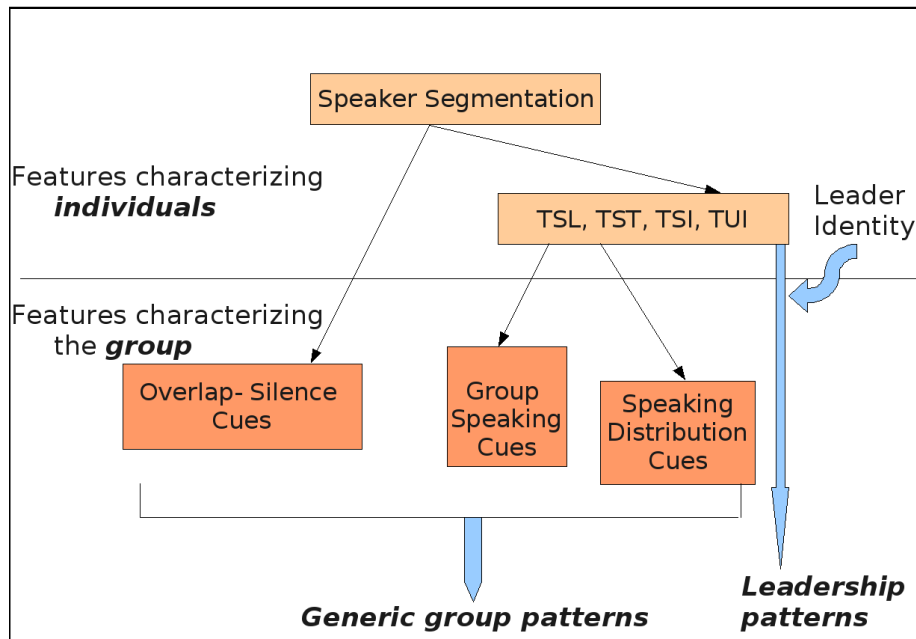 Speaker Segmentation
Features characterizing
individuals
TSL, TST, TSI, TUI
Leader
Identity
Features characterizing
the group
Overlap- Silence
Cues
Group
Speaking
Cues
Speaking
Distribution
Cues
Generic group patterns
Leadership
patterns